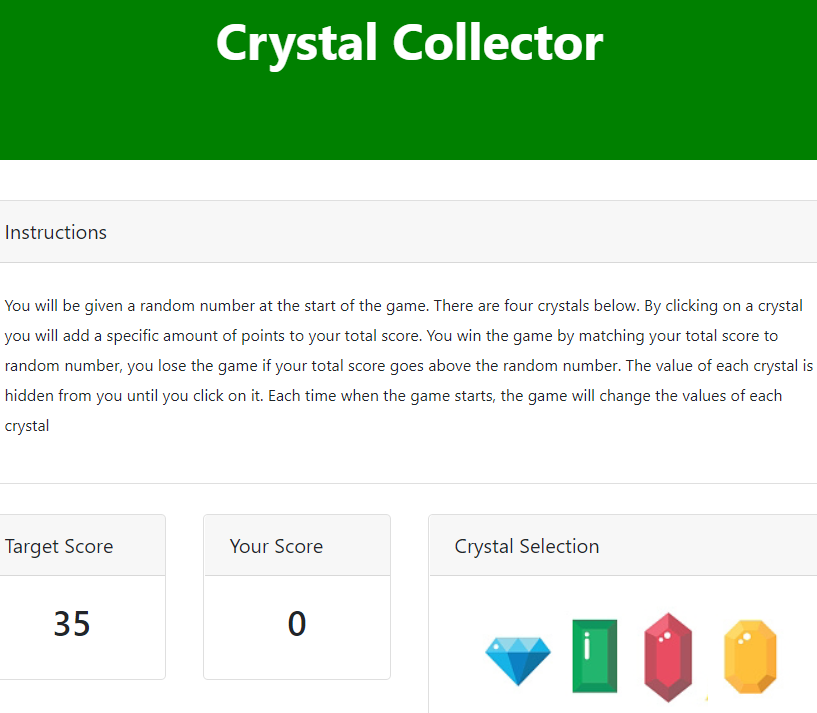 Crystal Collector
Instructions
You will be given a random number at the start of the game. There are four crystals below. By clicking on a crystal
you will add a specific amount of points to your total score. You win the game by matching your total score to
random number, you lose the game if your total score goes above the random number. The value of each crystal is
hidden from you until you click on it. Each time when the game starts, the game will change the values of each
crystal
Target Score
Your Score
Crystal Selection
35
0